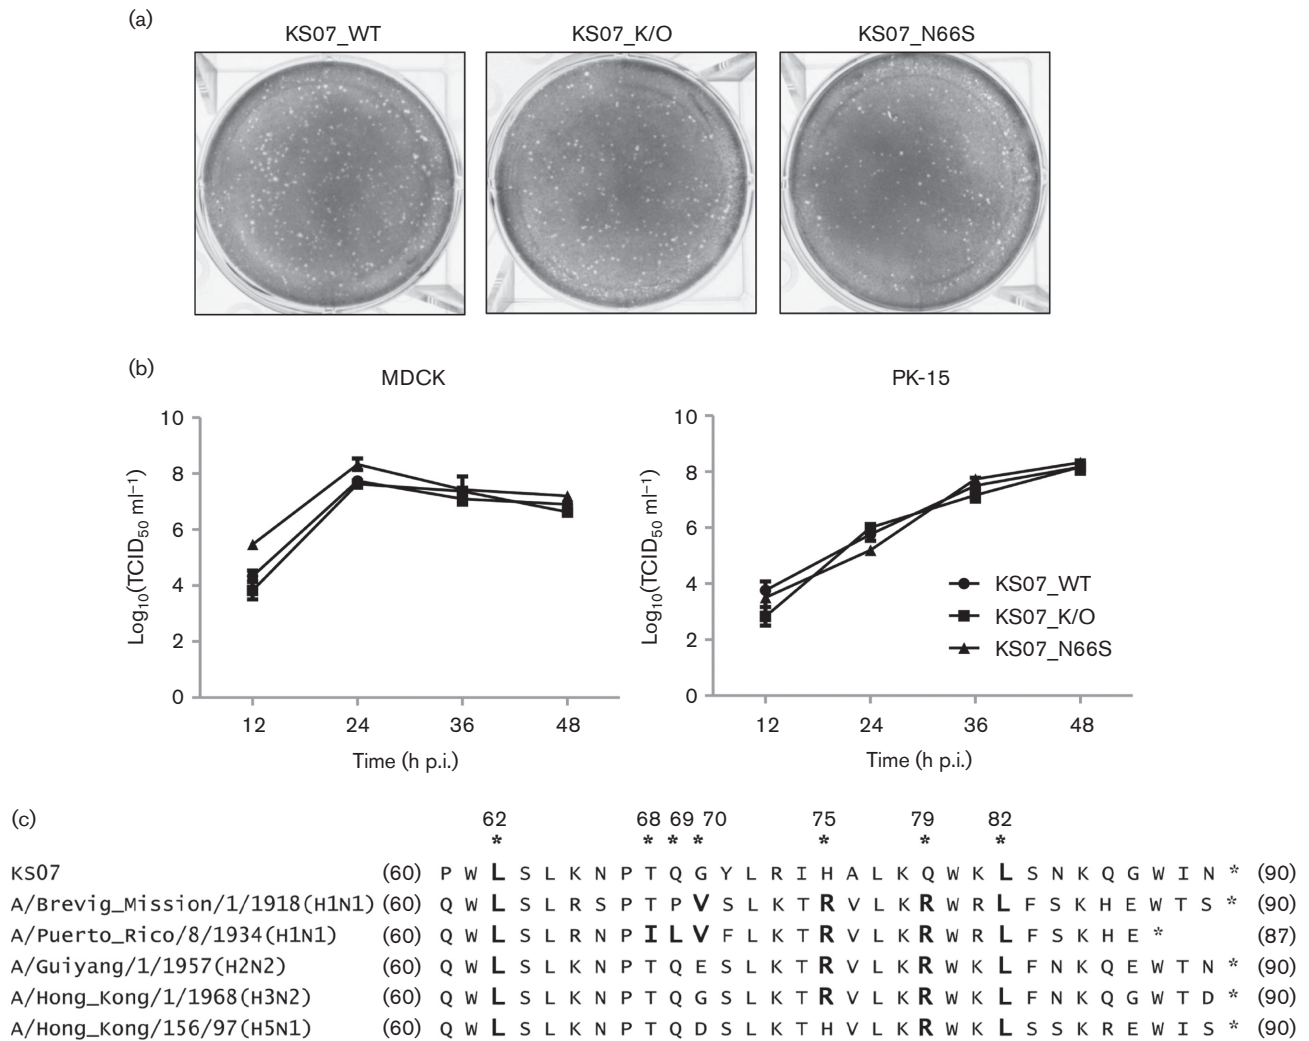 (a)
KS07_WT KS07_K/O KS07_N66S
(b)
MDCK PK-15
10 10
8 8
6 6
4 4
2 2
0 0
Log10(TCID50 ml−1) Log10(TCID50 ml−1)
KS07_WT
KS07_K/O
KS07_N66S
12 24 36 48 12 24 36 48
Time (h p.i.) Time (h p.i.)
(c)
62 68 69 70 75 79 82
* * * * * * *
KS07 (60) P W L S L K N P T Q G Y L R I H A L K Q W K L S N K Q G W I N * (90)
A/Brevig_Mission/1/1918(H1N1) (60) Q W L S L R S P T P V S L K T R V L K R W R L F S K H E W T S * (90)
A/Puerto_Rico/8/1934(H1N1) (60) Q W L S L R N P I L V F L K T R V L K R W R L F S K H E * (87)
A/Guiyang/1/1957(H2N2) (60) Q W L S L K N P T Q E S L K T R V L K R W K L F N K Q E W T N * (90)
A/Hong_Kong/1/1968(H3N2) (60) Q W L S L K N P T Q G S L K T R V L K R W K L F N K Q G W T D * (90)
A/Hong_Kong/156/97(H5N1) (60) Q W L S L K N P T Q D S L K T H V L K R W K L S S K R E W I S * (90)